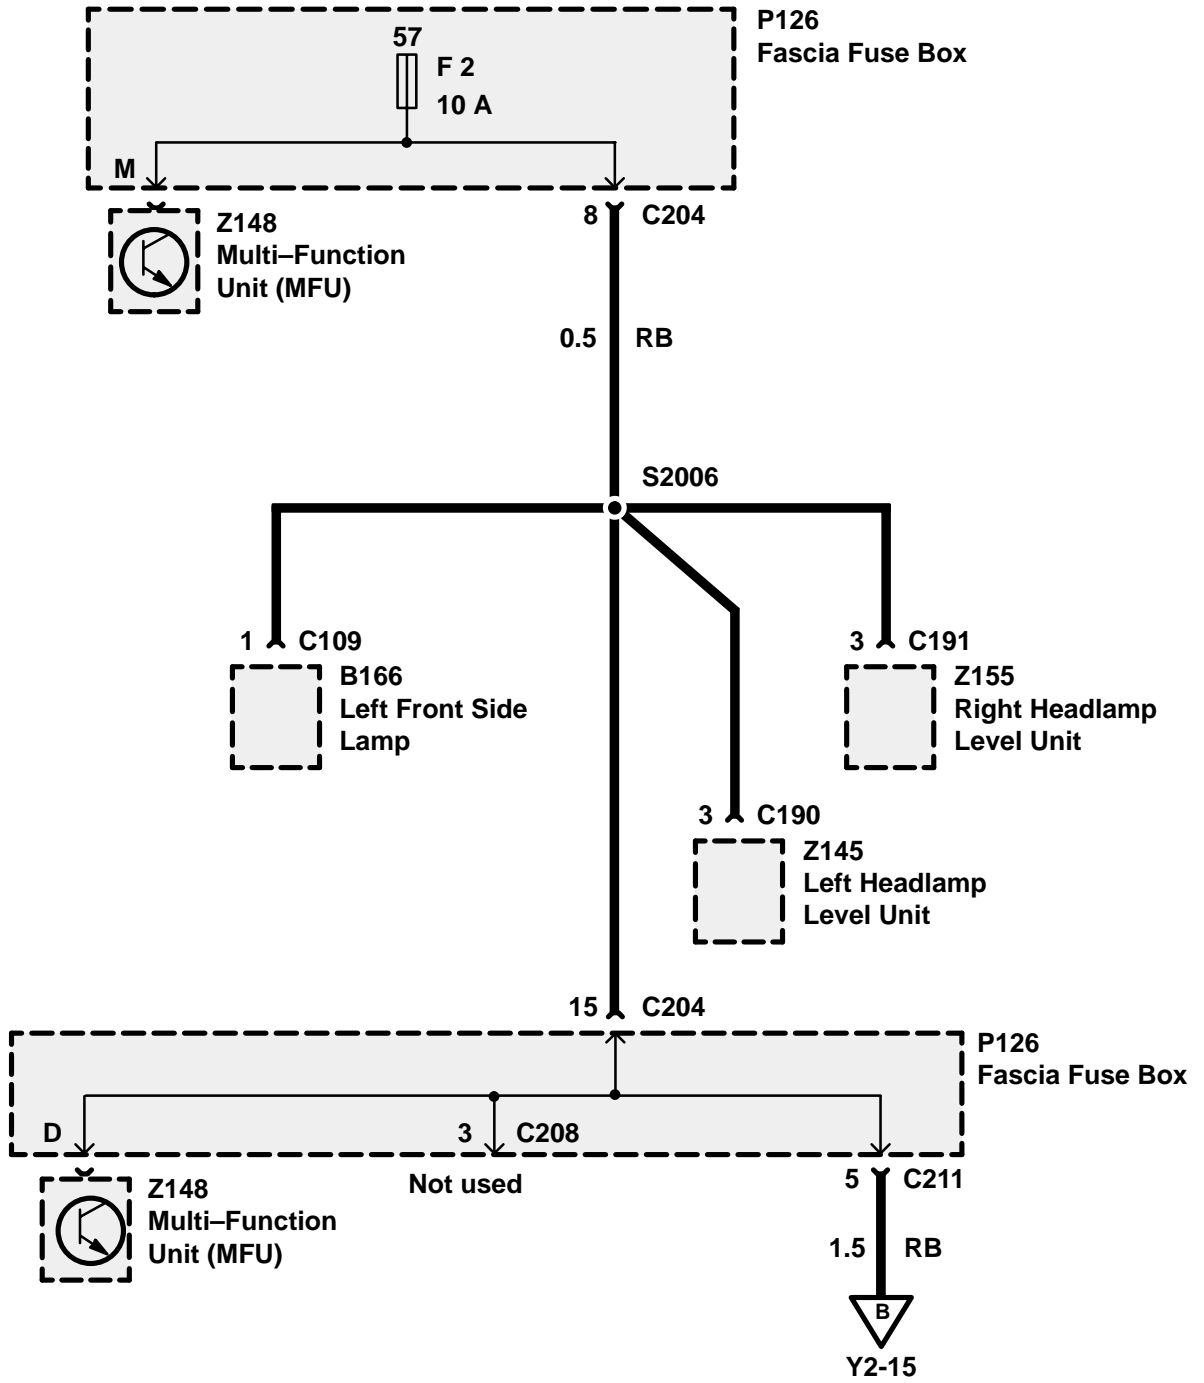 P126
Fascia Fuse Box
57
F 2
10 A
M
Z148
Multi–Function
Unit (MFU)
8 C204
0.5 RB
S2006
1 C109
B166
Left Front Side
Lamp
3 C191
Z155
Right Headlamp
Level Unit
3 C190
Z145
Left Headlamp
Level Unit
15 C204
P126
Fascia Fuse Box
D
3 C208
Not used
Z148
Multi–Function
Unit (MFU)
5 C211
1.5 RB
B
Y2-15